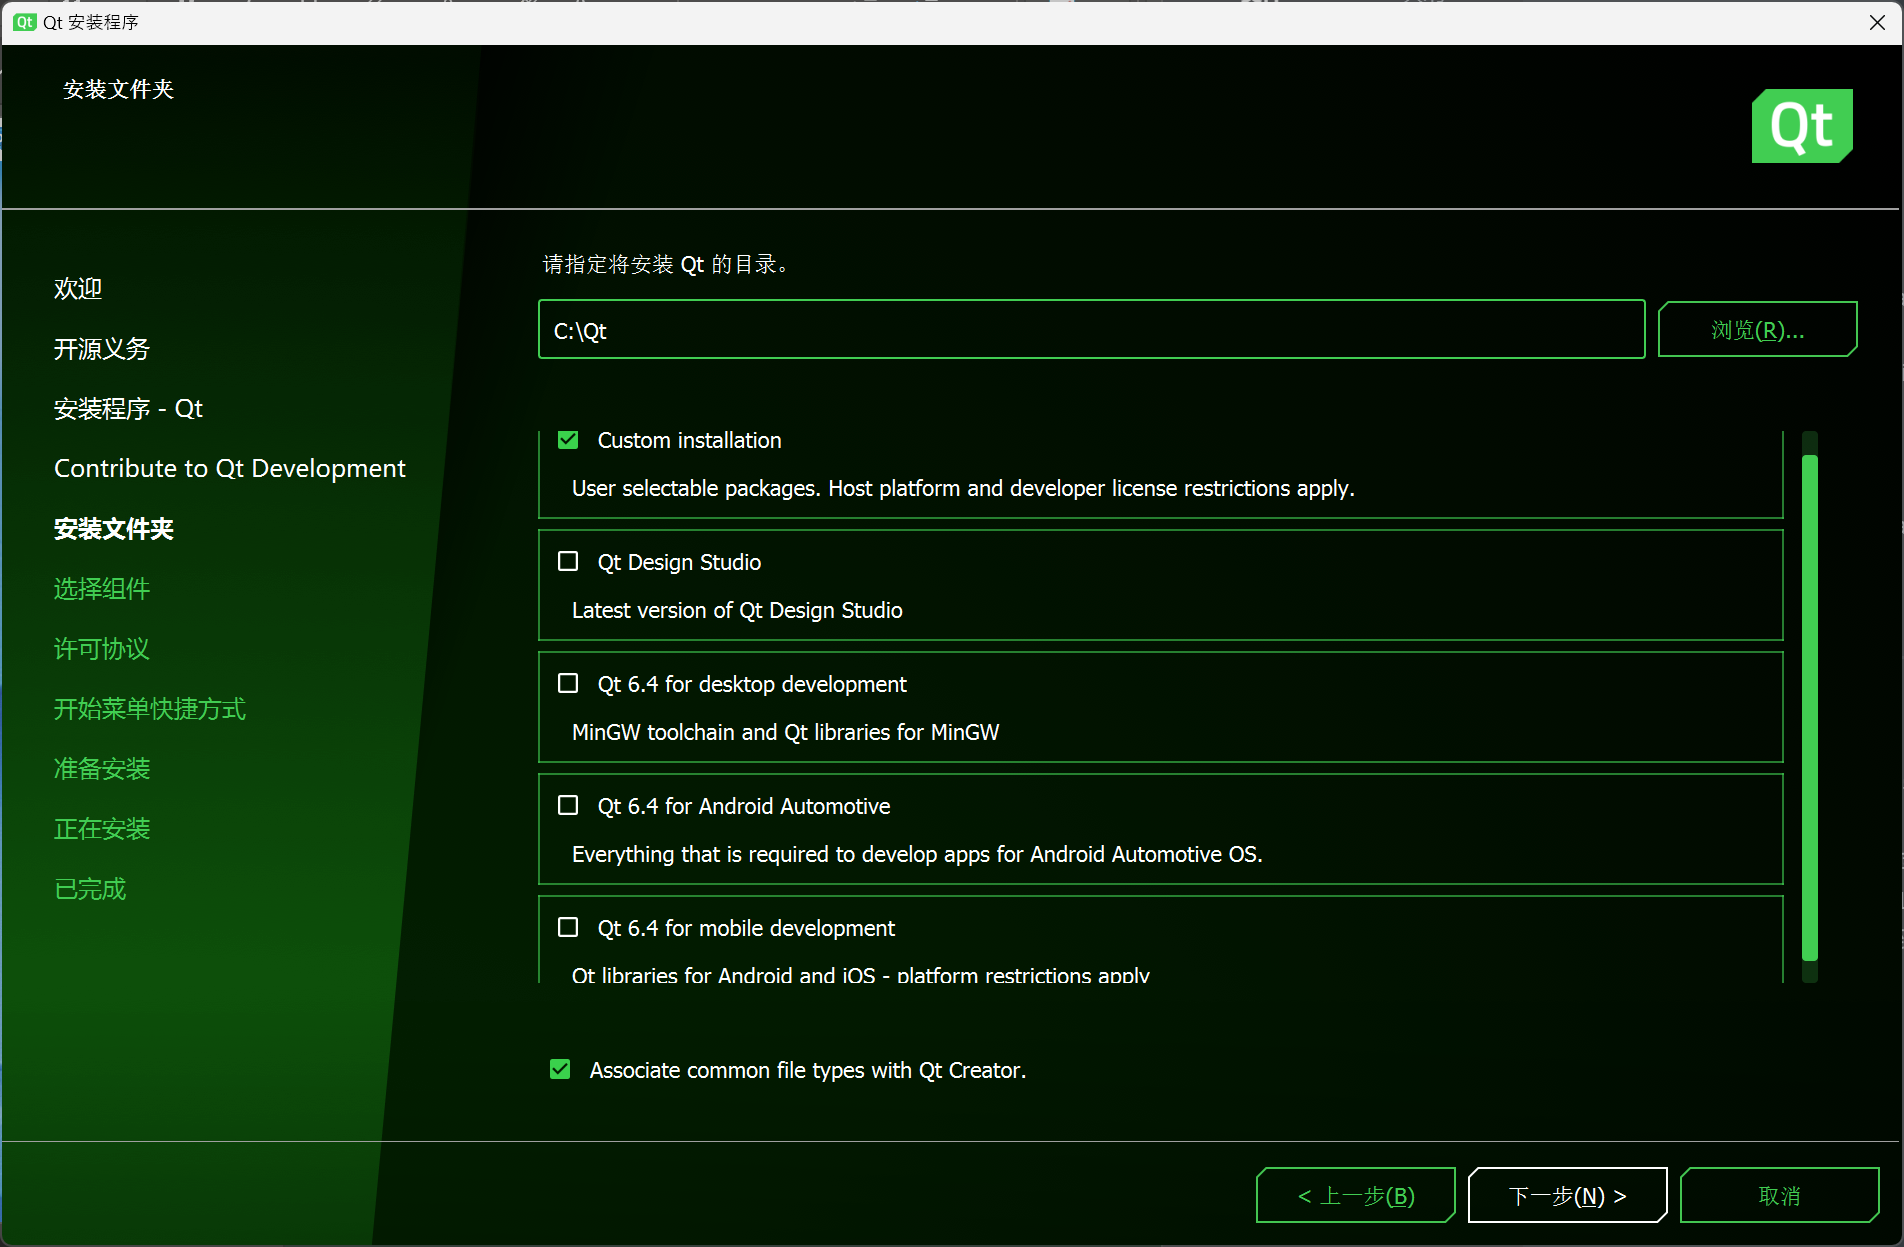 Qt 安装程序
安装文件夹
Qt
欢迎
开源义务
安装程序 - Qt
Contribute to Qt Development
安装文件夹
选择组件
许可协议
开始菜单快捷方式
准备安装
正在安装
已完成
请指定将安装 Qt 的目录。
C:\Qt
浏览(R)...
Custom installation
User selectable packages. Host platform and developer license restrictions apply.
Qt Design Studio
Latest version of Qt Design Studio
Qt 6.4 for desktop development
MinGW toolchain and Qt libraries for MinGW
Qt 6.4 for Android Automotive
Everything that is required to develop apps for Android Automotive OS.
Qt 6.4 for mobile development
Qt libraries for Android and iOS - platform restrictions apply
Associate common file types with Qt Creator.
< 上一步(B)
下一步(N) >
取消